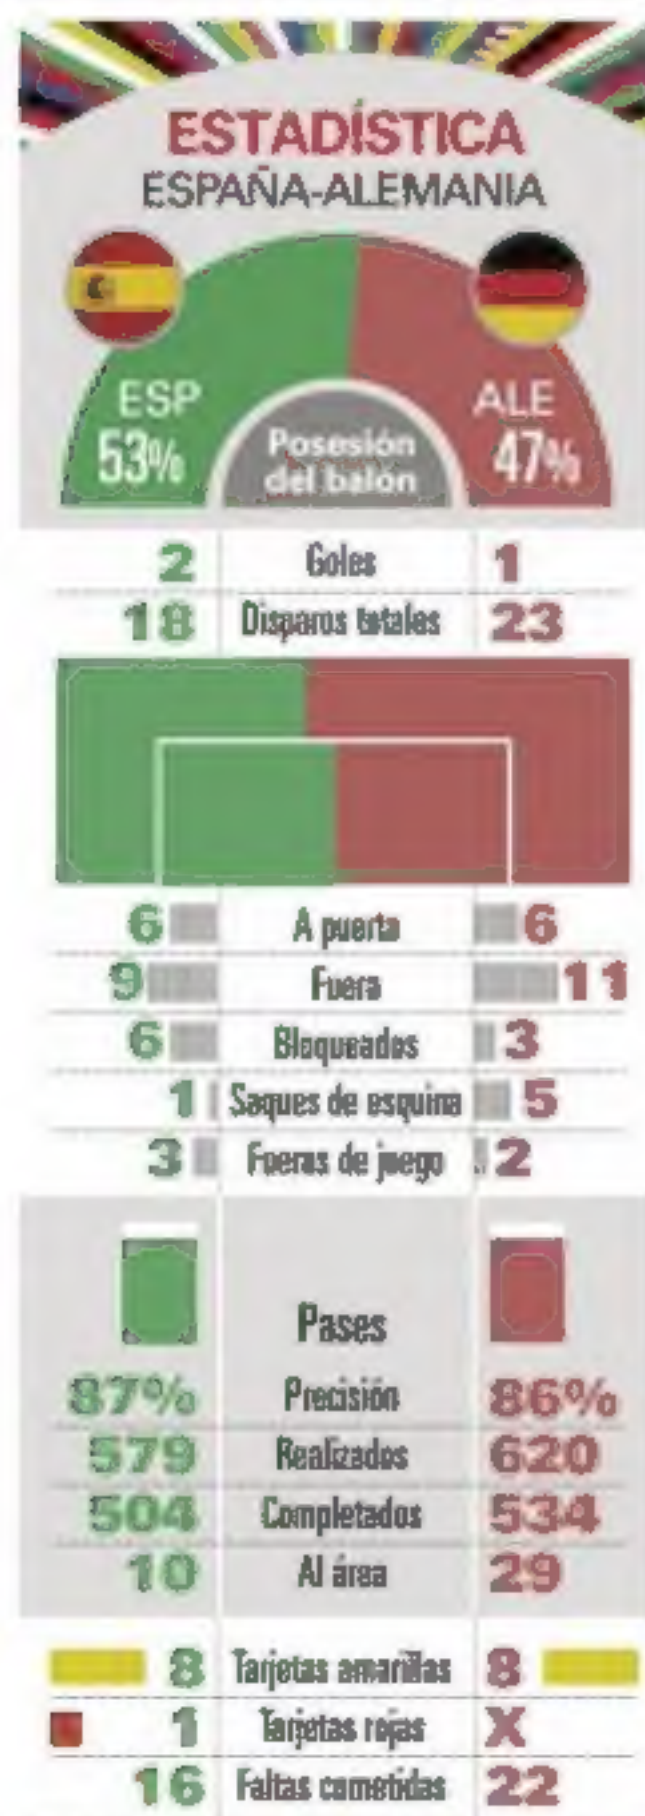 ESTADÍSTICA
ESPAÑA-ALEMANIA
ESP ALE
53% Posesión del balón 47%
2 Goles 1
18 Disparos totales 23
6 A puerta 6
9 Fuera 11
6 Bloqueados 3
1 Saques de esquina 5
3 Fueras de juego 2
Pases
87% Precisión 86%
579 Realizados 620
504 Completados 534
10 Al área 29
8 Tarjetas amarillas 8
1 Tarjetas rojas X
16 Faltas cometidas 22